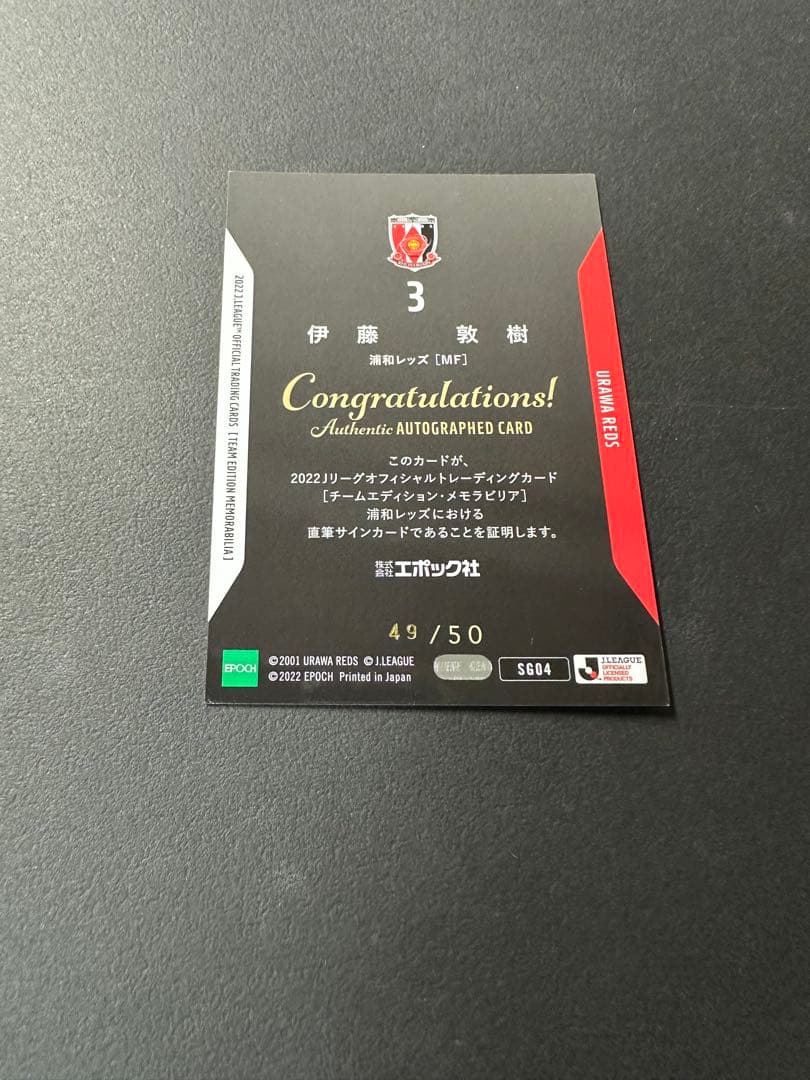 3
伊藤 敦樹
浦和レッズ [MF]
Congratulations!
Authentic AUTOGRAPHED CARD
このカードが、
2022Jリーグオフィシャルトレーディングカード
[チームエディション・メモラビリア]
浦和レッズにおける
直筆サインカードであることを証明します。
株式会社エポック社
49/50
EPOCH
©2001 URAWA REDS ©J.LEAGUE
©2022 EPOCH Printed in Japan
SG04
J.LEAGUE
OFFICIALLY
LICENSED
PRODUCTS
2022 J.LEAGUE™ OFFICIAL TRADING CARDS [TEAM EDITION MEMORABILIA]
URAWA REDS